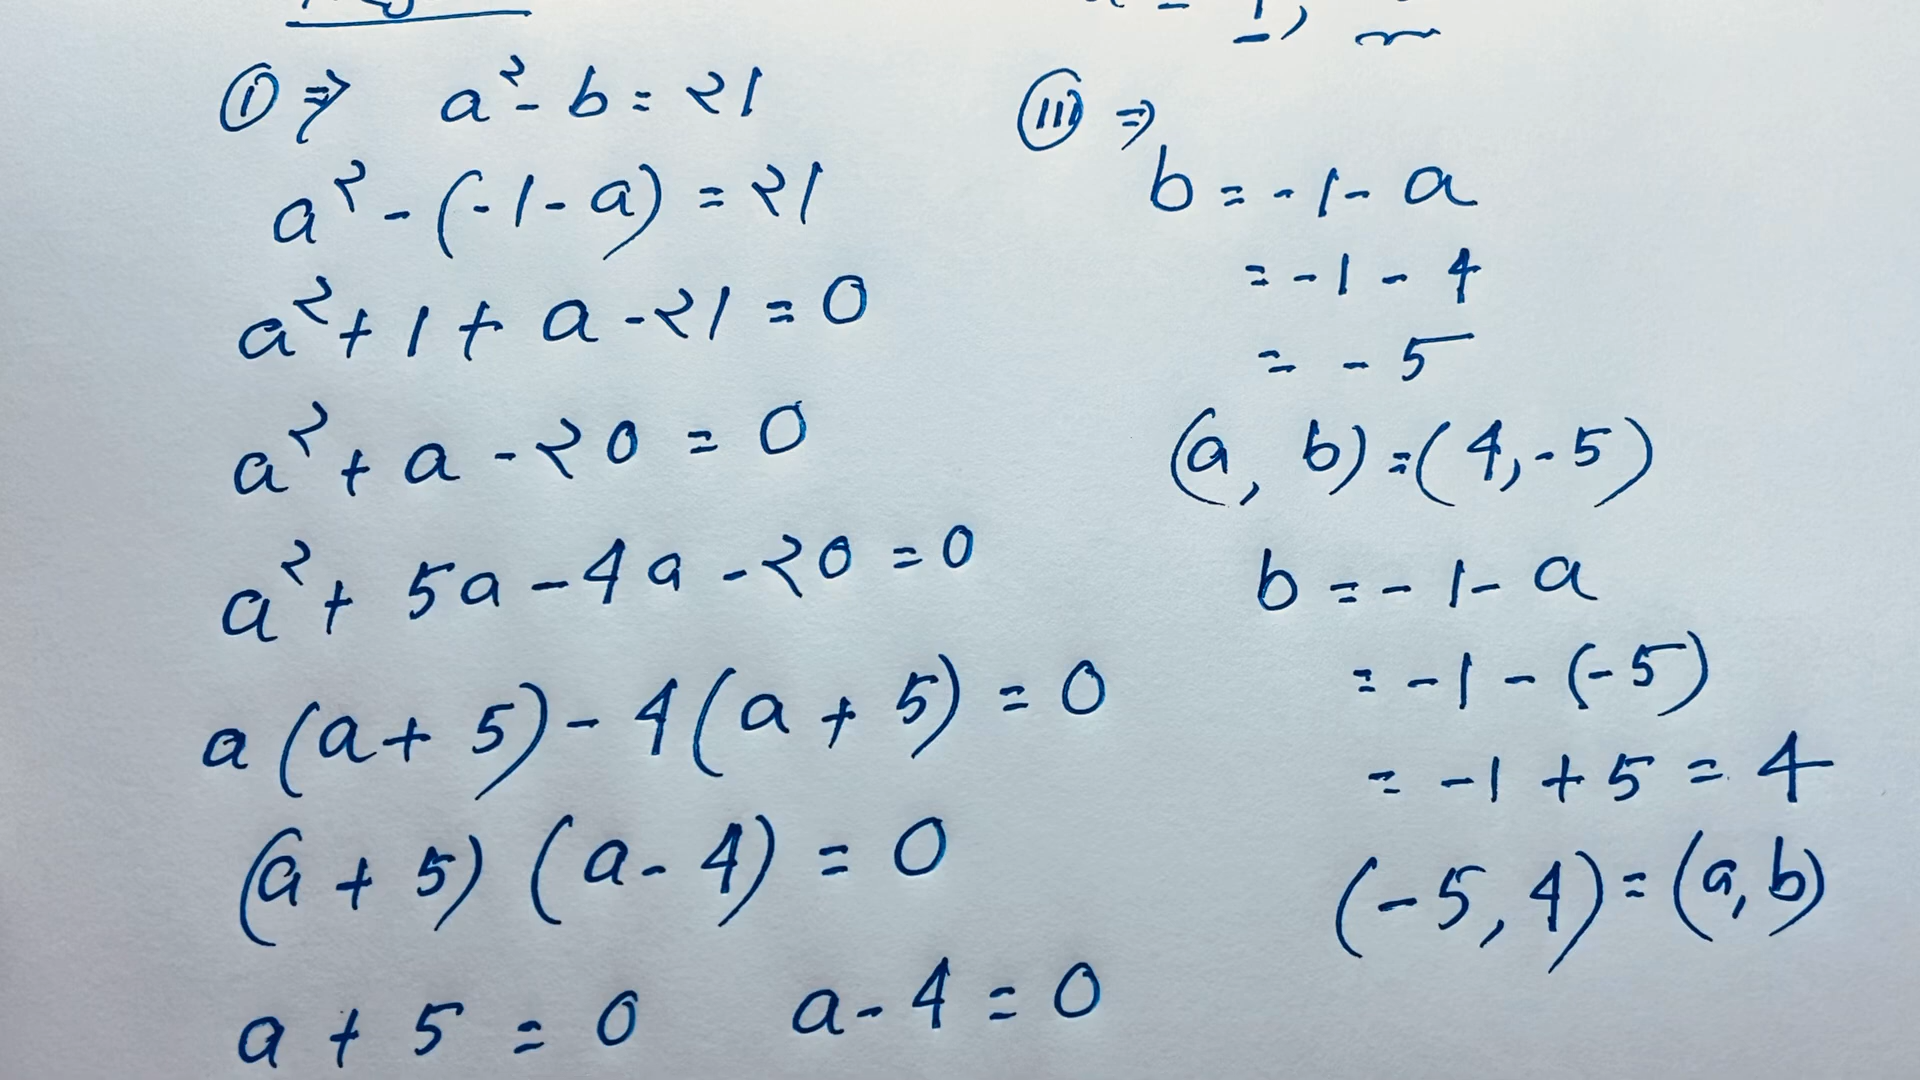 ① ⇒ a² - b = 21
a² - (-1 - a) = 21
a² + 1 + a - 21 = 0
a² + a - 20 = 0
a² + 5a - 4a - 20 = 0
a (a + 5) - 4 (a + 5) = 0
(a + 5) (a - 4) = 0
a + 5 = 0 a - 4 = 0
(iii) ⇒
b = -1 - a
= -1 - 4
= -5
(a, b) = (4, -5)
b = -1 - a
= -1 - (-5)
= -1 + 5 = 4
(-5, 4) = (a, b)